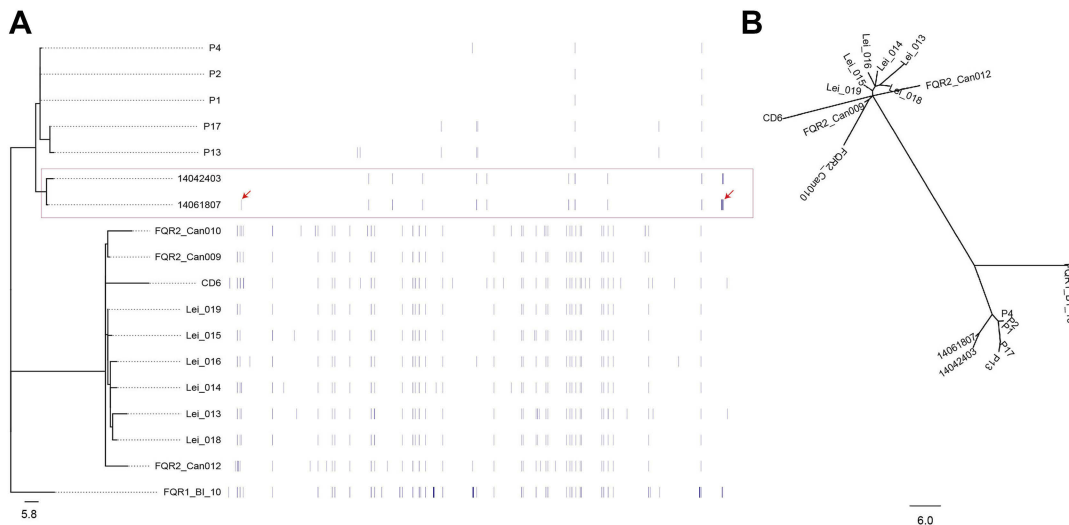 A
P4
P2
P1
P17
P13
14042403
14061807
FQR2_Can010
FQR2_Can009
CD6
Lei_019
Lei_015
Lei_016
Lei_014
Lei_013
Lei_018
FQR2_Can012
FQR1_BI_10
5.8
B
Lei_016
Lei_014
Lei_013
Lei_015
Lei_019
Lei_018
FQR2_Can012
CD6
FQR2_Can009
FQR2_Can010
FQR1_BI_10
P4
P2
P1
14061807
14042403
P17
P13
6.0